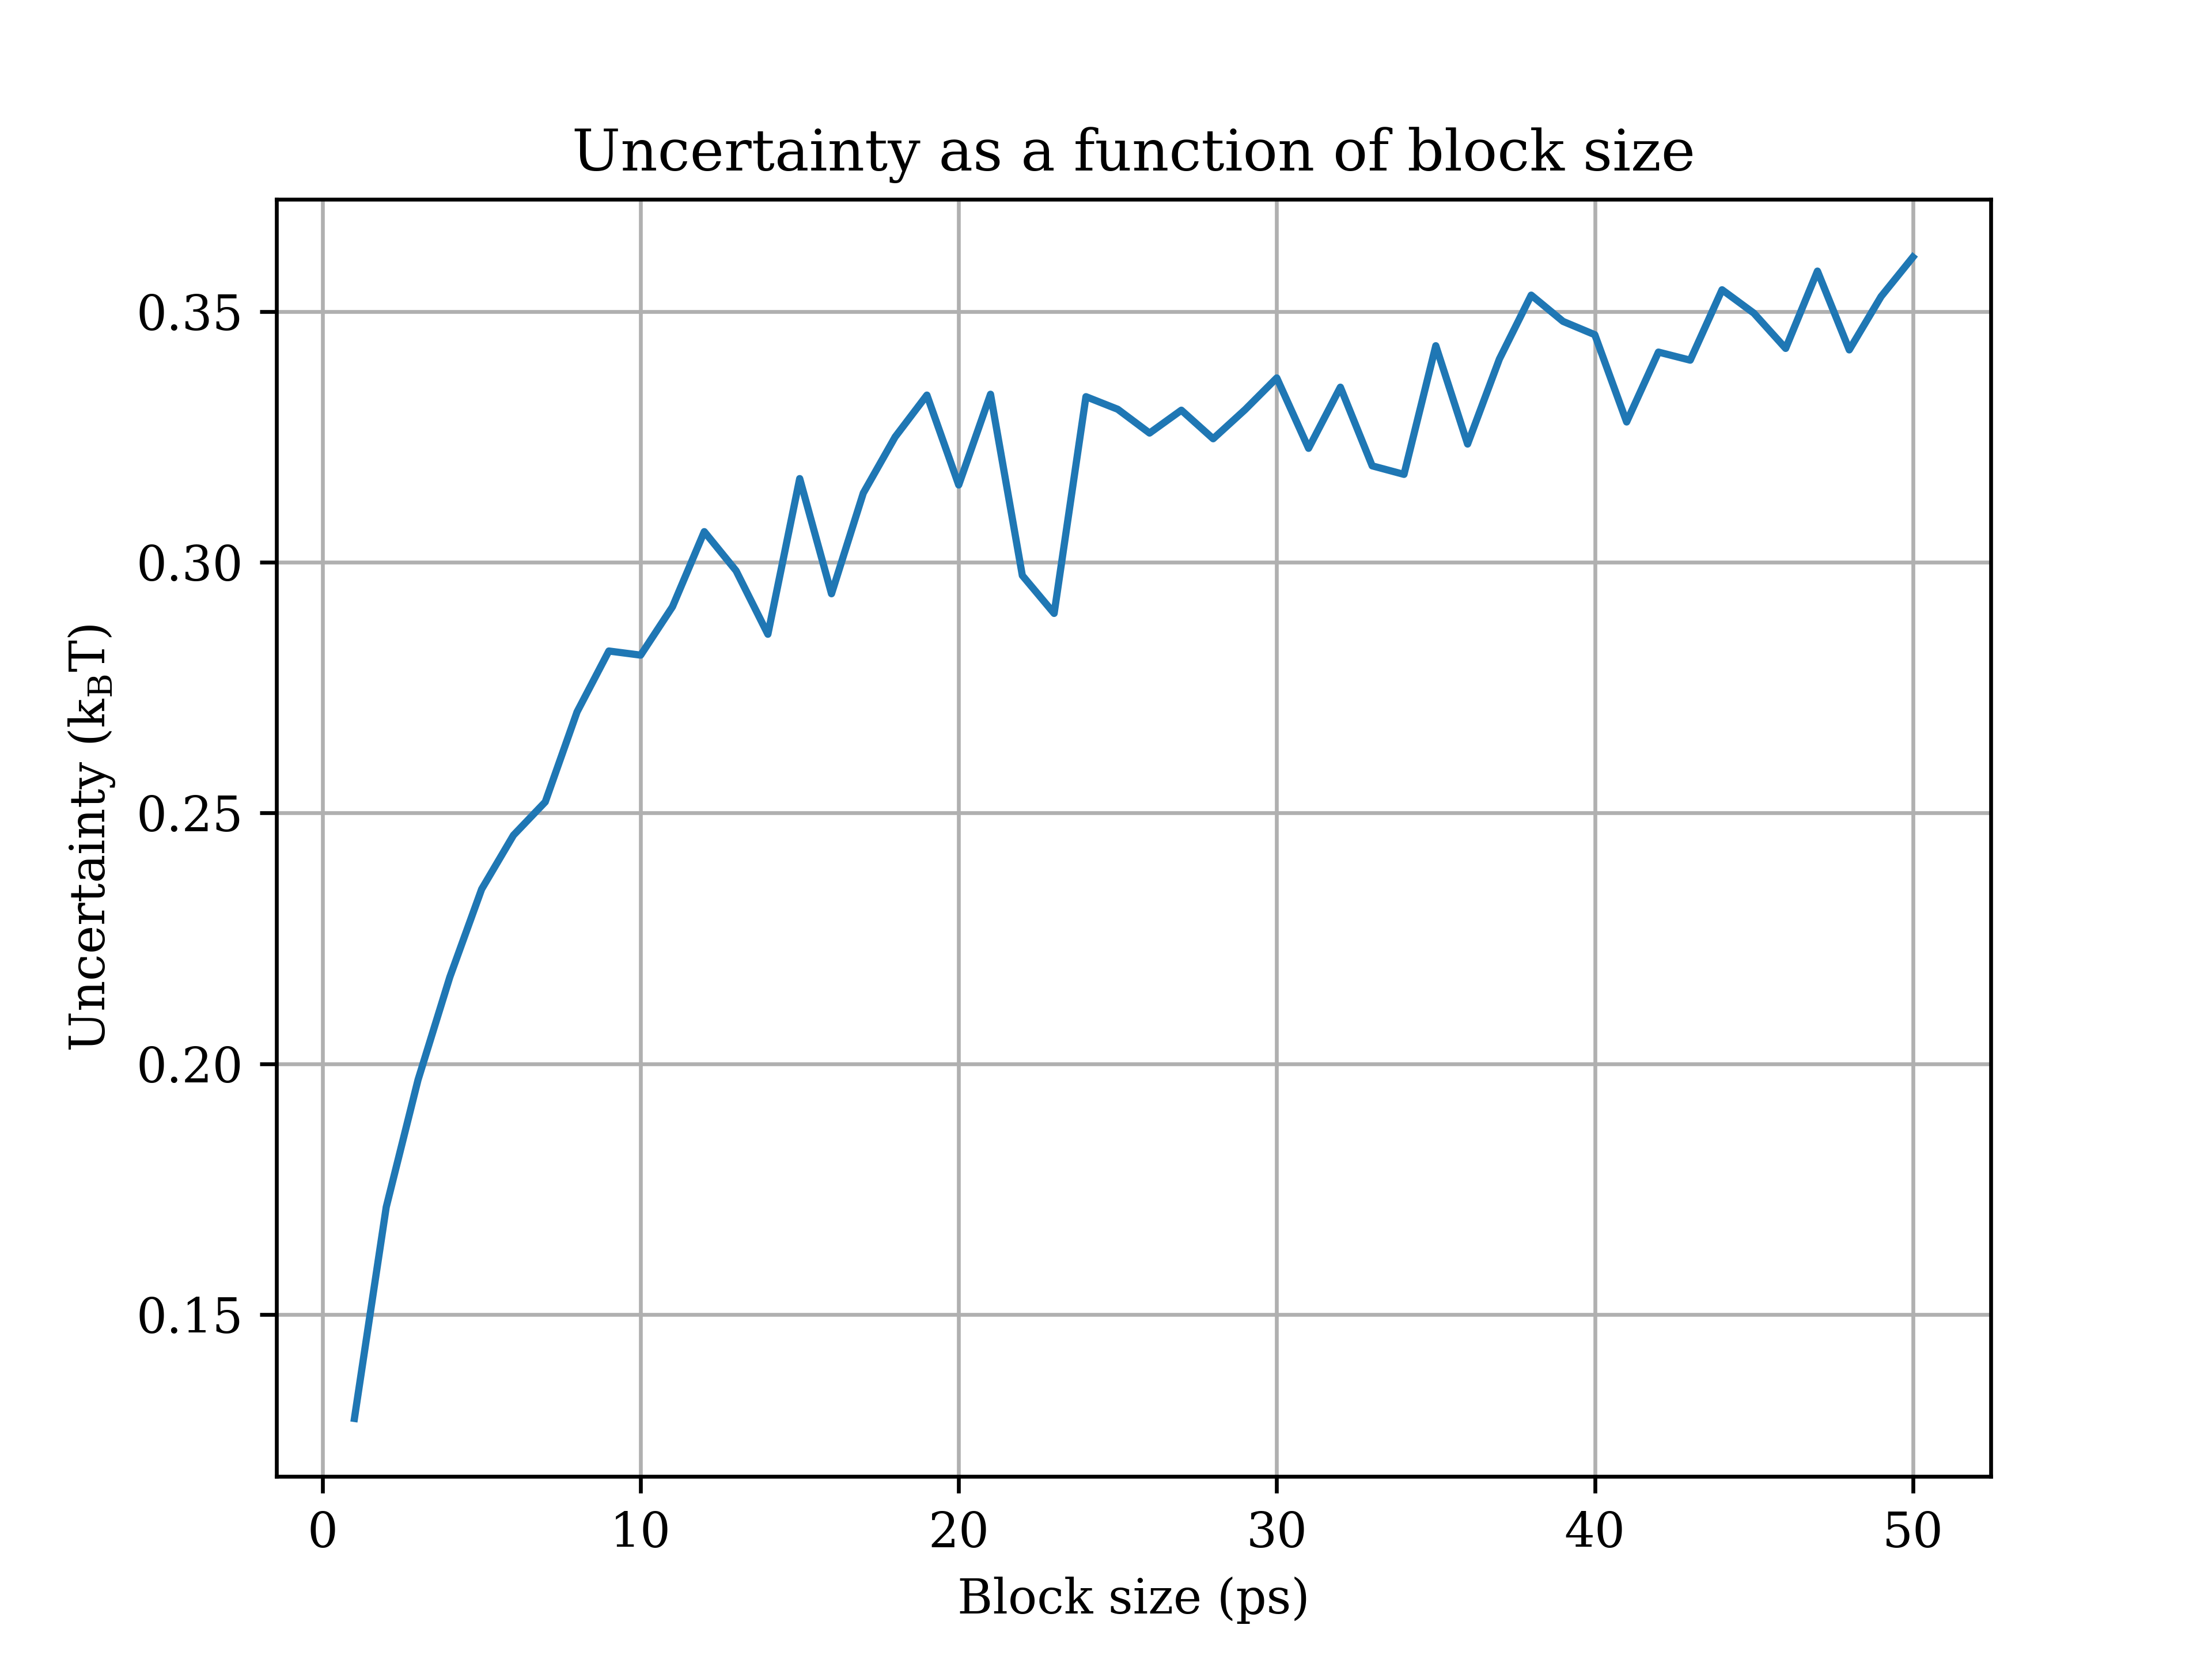 Uncertainty as a function of block size
Uncertainty (k_BT)
0.35
0.30
0.25
0.20
0.15
0 10 20 30 40 50
Block size (ps)